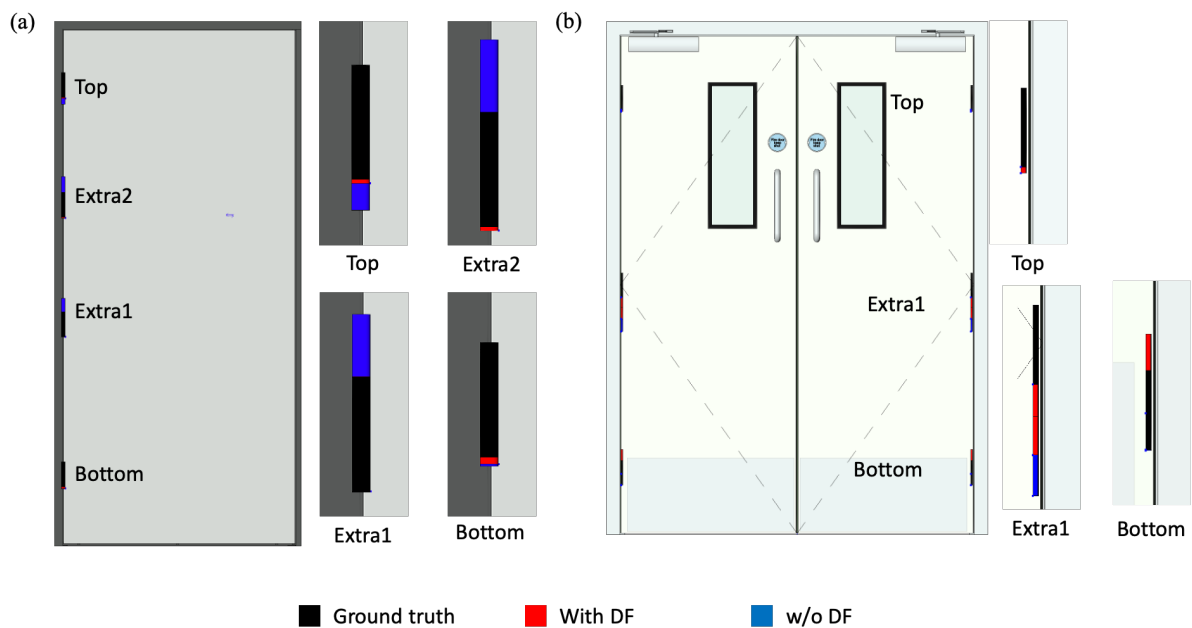 (a)
Top
Extra2
Extra1
Bottom
Top
Extra2
Extra1
Bottom
(b)
Top
Extra1
Bottom
Top
Extra1
Bottom
Ground truth
With DF
w/o DF